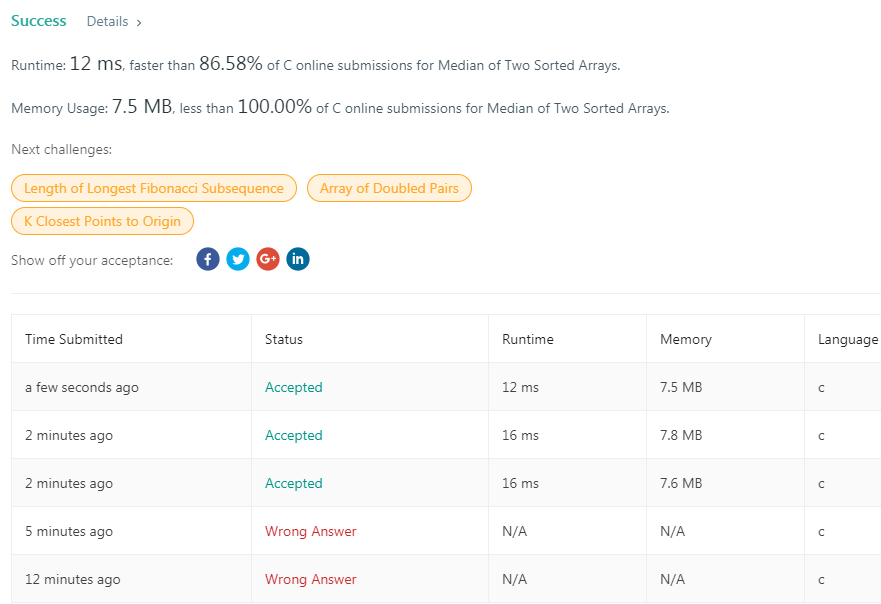 Success Details >
Runtime: 12 ms, faster than 86.58% of C online submissions for Median of Two Sorted Arrays.
Memory Usage: 7.5 MB, less than 100.00% of C online submissions for Median of Two Sorted Arrays.
Next challenges:
Length of Longest Fibonacci Subsequence Array of Doubled Pairs
K Closest Points to Origin
Show off your acceptance: f G+ in
Time Submitted Status Runtime Memory Language
a few seconds ago Accepted 12 ms 7.5 MB c
2 minutes ago Accepted 16 ms 7.8 MB c
2 minutes ago Accepted 16 ms 7.6 MB c
5 minutes ago Wrong Answer N/A N/A c
12 minutes ago Wrong Answer N/A N/A c